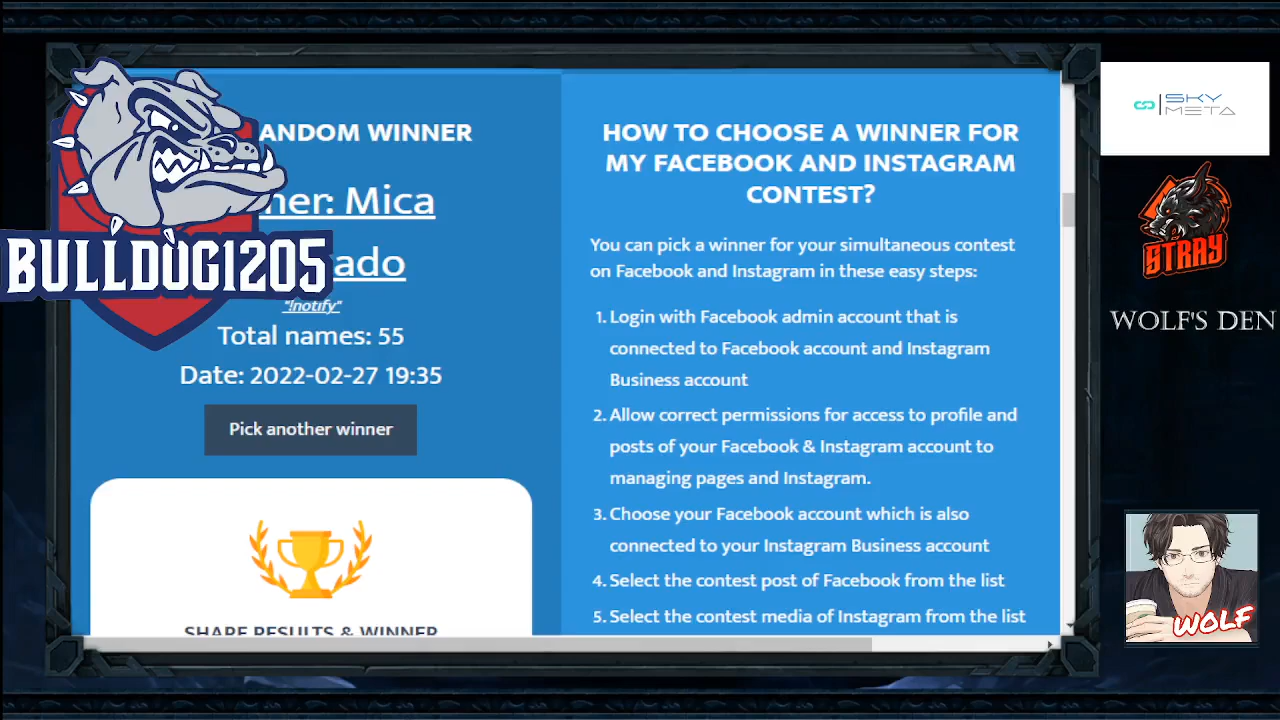 ANDOM WINNER
ner: Mica
ado
"!notify"
Total names: 55
Date: 2022-02-27 19:35
Pick another winner
SHARE RESULTS & WINNER
BULLDOG1205
HOW TO CHOOSE A WINNER FOR
MY FACEBOOK AND INSTAGRAM
CONTEST?
You can pick a winner for your simultaneous contest
on Facebook and Instagram in these easy steps:
1. Login with Facebook admin account that is
connected to Facebook account and Instagram
Business account
2. Allow correct permissions for access to profile and
posts of your Facebook & Instagram account to
managing pages and Instagram.
3. Choose your Facebook account which is also
connected to your Instagram Business account
4. Select the contest post of Facebook from the list
5. Select the contest media of Instagram from the list
SKY
META
STRAY
WOLF'S DEN
WOLF